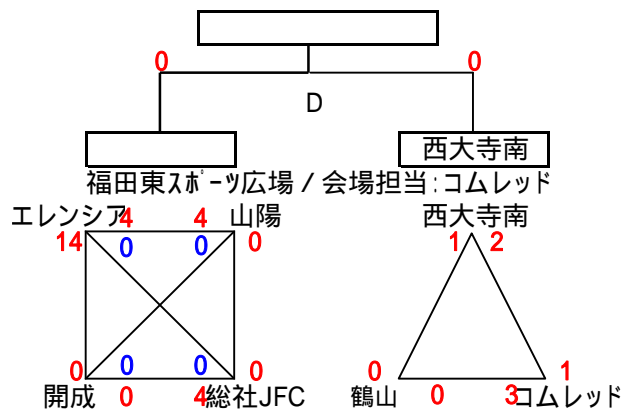 0 0
D
西大寺南
福田東スポーツ広場 / 会場担当:コムレッド
エレンシア 山陽 西大寺南
4 4
14 0 0 0 1 2
0 0 0 0 0 1
開成 0 4 総社JFC 鶴山 0 3 コムレッド